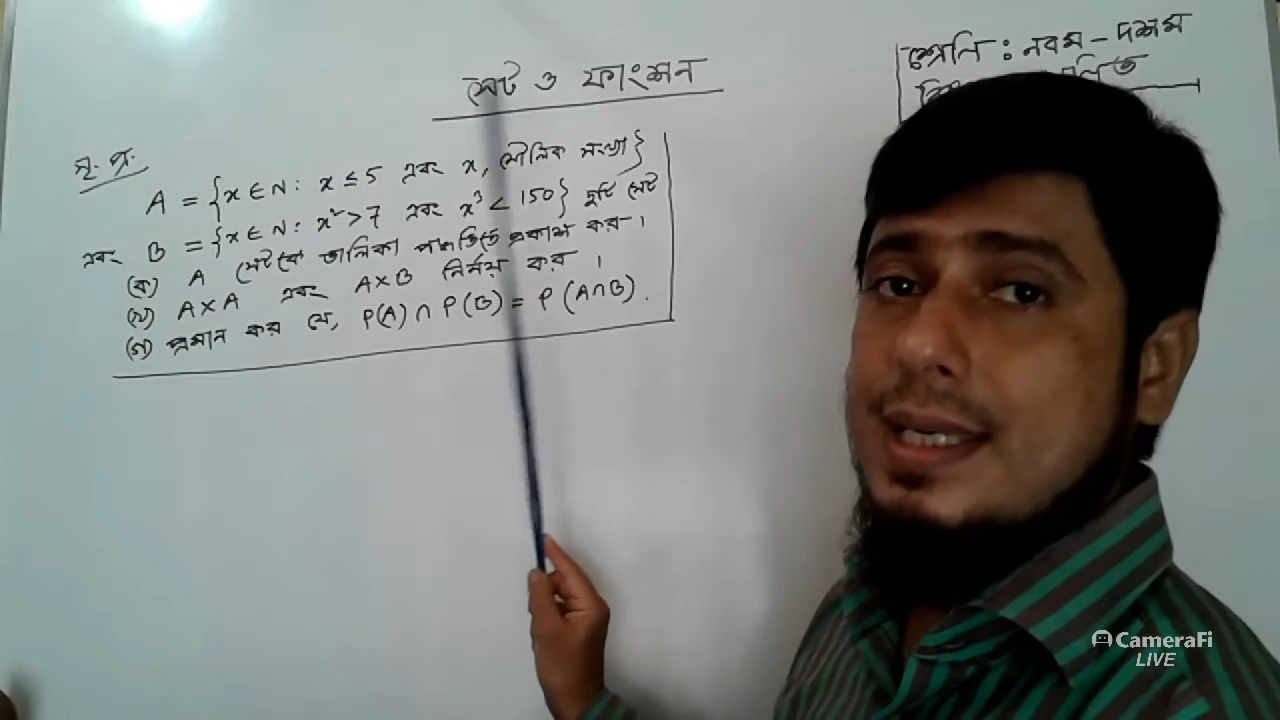 সেট ও ফাংশন
শ্রেনি : নবম - দশম
সৃ. প্র.
A = {x ∈ N : x ≤ 5 এবং x, মৌলিক সংখ্যা}
এবং B = {x ∈ N : x² > 7 এবং x³ < 150} দুটি সেট
(ক) A সেটকে তালিকা পদ্ধতিতে প্রকাশ কর।
(খ) A×A এবং A×B নির্নয় কর।
(গ) প্রমান কর যে, P(A) ∩ P(B) = P(A∩B).
CameraFi
LIVE